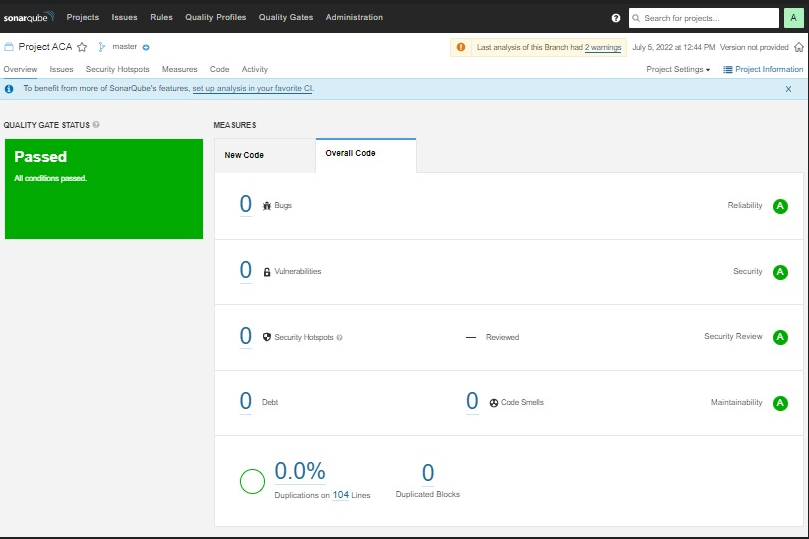 sonarqube Projects Issues Rules Quality Profiles Quality Gates Administration ? Search for projects... A
Project ACA master Last analysis of this Branch had 2 warnings July 5, 2022 at 12:44 PM Version not provided
Overview Issues Security Hotspots Measures Code Activity Project Settings Project Information
To benefit from more of SonarQube's features, set up analysis in your favorite CI. X
QUALITY GATE STATUS ?
Passed
All conditions passed.
MEASURES
New Code Overall Code
0 Bugs Reliability A
0 Vulnerabilities Security A
0 Security Hotspots ? — Reviewed Security Review A
0 Debt 0 Code Smells Maintainability A
0.0% 0
Duplications on 104 Lines Duplicated Blocks